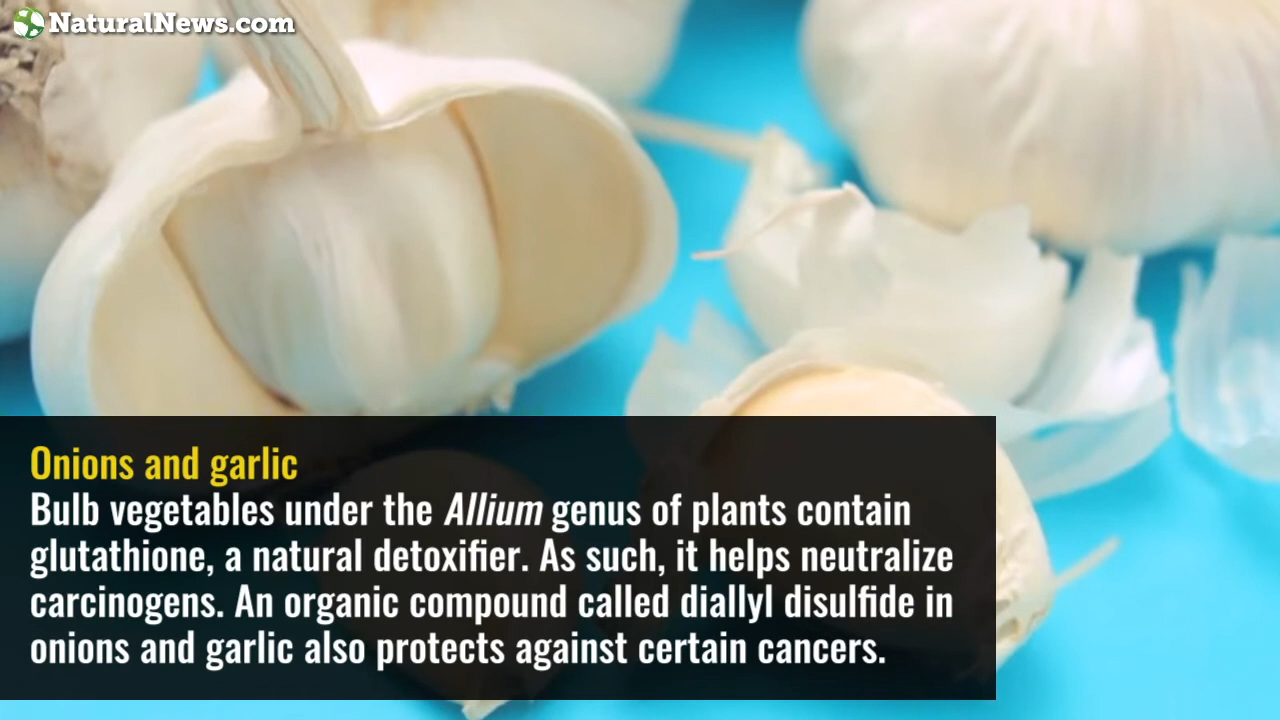 NaturalNews.com
Onions and garlic
Bulb vegetables under the Allium genus of plants contain
glutathione, a natural detoxifier. As such, it helps neutralize
carcinogens. An organic compound called diallyl disulfide in
onions and garlic also protects against certain cancers.